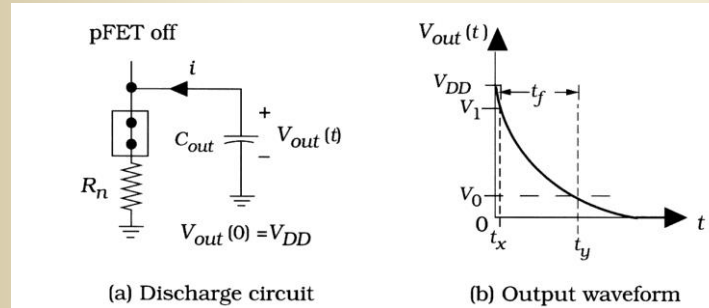 pFET off
i
+
C_out
V_out (t)
−
R_n
V_out (0) = V_DD
(a) Discharge circuit
V_out (t)
V_DD
t_f
V_1
V_0
0
t_x
t_y
t
(b) Output waveform